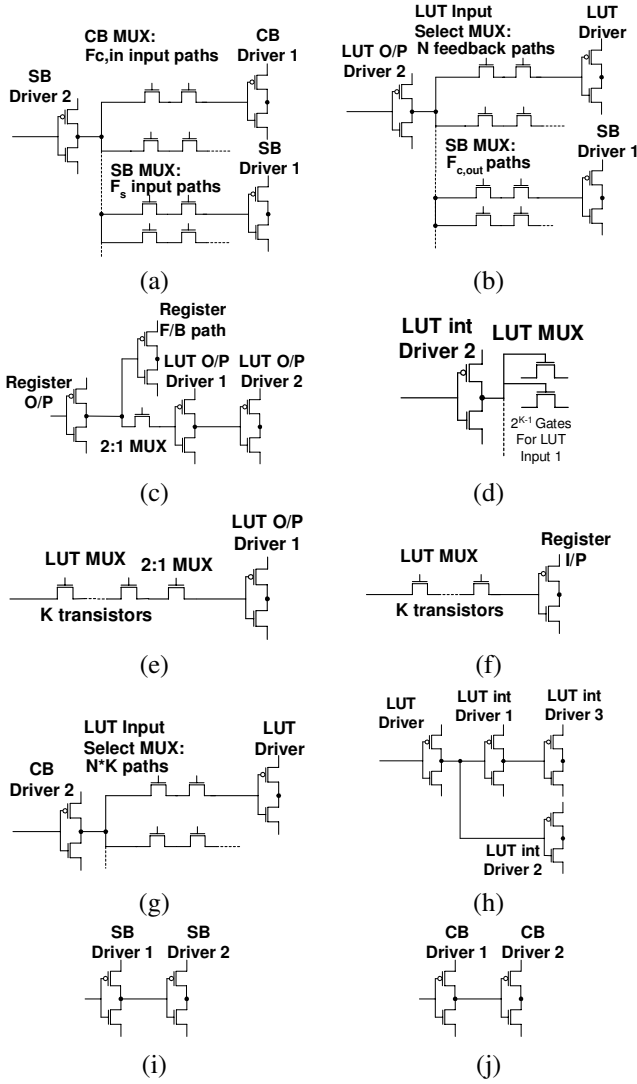 CB MUX:
Fc,in input paths
CB
Driver 1
SB
Driver 2
SB MUX:
Fs input paths
SB
Driver 1
(a)
LUT Input
Select MUX:
N feedback paths
LUT
Driver
LUT O/P
Driver 2
SB MUX:
Fc,out paths
SB
Driver 1
(b)
Register
F/B path
Register
O/P
LUT O/P
Driver 1
LUT O/P
Driver 2
2:1 MUX
(c)
LUT int
Driver 2
LUT MUX
2K-1 Gates
For LUT
Input 1
(d)
LUT MUX
2:1 MUX
LUT O/P
Driver 1
K transistors
(e)
LUT MUX
Register
I/P
K transistors
(f)
CB
Driver 2
LUT Input
Select MUX:
N*K paths
LUT
Driver
(g)
LUT
Driver
LUT int
Driver 1
LUT int
Driver 3
LUT int
Driver 2
(h)
SB
Driver 1
SB
Driver 2
(i)
CB
Driver 1
CB
Driver 2
(j)